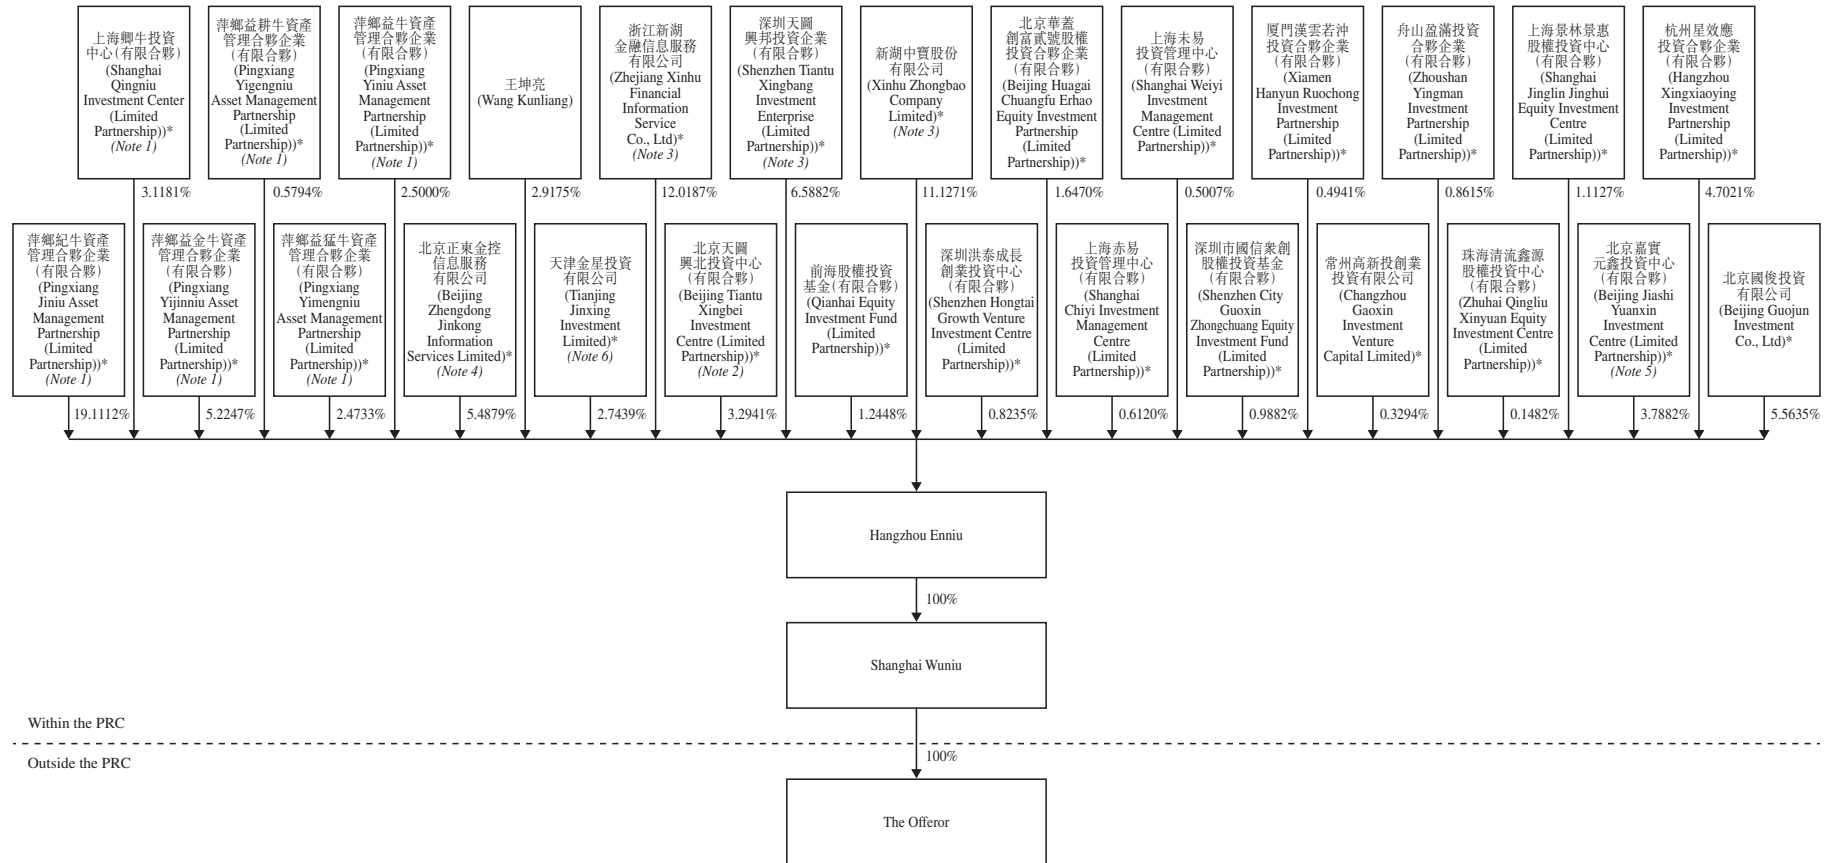 上海卿牛投資
中心(有限合夥)
(Shanghai
Qingniu
Investment Center
(Limited
Partnership))*
(Note 1)
萍鄉益耕牛資產
管理合夥企業
(有限合夥)
(Pingxiang
Yigengniu
Asset Management
Partnership
(Limited
Partnership))*
(Note 1)
萍鄉益牛資產
管理合夥企業
(有限合夥)
(Pingxiang
Yiniu Asset
Management
Partnership
(Limited
Partnership))*
(Note 1)
王坤亮
(Wang Kunliang)
浙江新湖
金融信息服務
有限公司
(Zhejiang Xinhu
Financial
Information
Service
Co., Ltd)*
(Note 3)
深圳天圖
興邦投資企業
(有限合夥)
(Shenzhen Tiantu
Xingbang
Investment
Enterprise
(Limited
Partnership))*
(Note 3)
新湖中寶股份
有限公司
(Xinhu Zhongbao
Company
Limited)*
(Note 3)
北京華蓋
創富貳號股權
投資合夥企業
(有限合夥)
(Beijing Huagai
Chuangfu Erhao
Equity Investment
Partnership
(Limited
Partnership))*
上海未易
投資管理中心
(有限合夥)
(Shanghai Weiyi
Investment
Management
Centre (Limited
Partnership))*
厦門漢雲若沖
投資合夥企業
(有限合夥)
(Xiamen
Hanyun Ruochong
Investment
Partnership
(Limited
Partnership))*
舟山盈滿投資
合夥企業
(有限合夥)
(Zhoushan
Yingman
Investment
Partnership
(Limited
Partnership))*
上海景林景惠
股權投資中心
(有限合夥)
(Shanghai
Jinglin Jinghui
Equity Investment
Centre
(Limited
Partnership))*
杭州星效應
投資合夥企業
(有限合夥)
(Hangzhou
Xingxiaoying
Investment
Partnership
(Limited
Partnership))*
3.1181%
0.5794%
2.5000%
2.9175%
12.0187%
6.5882%
11.1271%
1.6470%
0.5007%
0.4941%
0.8615%
1.1127%
4.7021%
萍鄉紀牛資產
管理合夥企業
(有限合夥)
(Pingxiang
Jiniu Asset
Management
Partnership
(Limited
Partnership))*
(Note 1)
萍鄉益金牛資產
管理合夥企業
(有限合夥)
(Pingxiang
Yijinniu Asset
Management
Partnership
(Limited
Partnership))*
(Note 1)
萍鄉益猛牛資產
管理合夥企業
(有限合夥)
(Pingxiang
Yimengniu
Asset Management
Partnership
(Limited
Partnership))*
(Note 1)
北京正東金控
信息服務
有限公司
(Beijing
Zhengdong
Jinkong
Information
Services Limited)*
(Note 4)
天津金星投資
有限公司
(Tianjing
Jinxing
Investment
Limited)*
(Note 6)
北京天圖
興北投資中心
(有限合夥)
(Beijing Tiantu
Xingbei
Investment
Centre (Limited
Partnership))*
(Note 2)
前海股權投資
基金(有限合夥)
(Qianhai Equity
Investment Fund
(Limited
Partnership))*
深圳洪泰成長
創業投資中心
(有限合夥)
(Shenzhen Hongtai
Growth Venture
Investment Centre
(Limited
Partnership))*
上海赤易
投資管理中心
(有限合夥)
(Shanghai
Chiyi Investment
Management
Centre
(Limited
Partnership))*
深圳市國信衆創
股權投資基金
(有限合夥)
(Shenzhen City
Guoxin
Zhongchuang Equity
Investment Fund
(Limited
Partnership))*
常州高新投創業
投資有限公司
(Changzhou
Gaoxin
Investment
Venture
Capital Limited)*
珠海清流鑫源
股權投資中心
(有限合夥)
(Zhuhai Qingliu
Xinyuan Equity
Investment Centre
(Limited
Partnership))*
北京嘉實
元鑫投資中心
(有限合夥)
(Beijing Jiashi
Yuanxin
Investment
Centre (Limited
Partnership))*
(Note 5)
北京國俊投資
有限公司
(Beijing Guojun
Investment
Co., Ltd)*
19.1112%
5.2247%
2.4733%
5.4879%
2.7439%
3.2941%
1.2448%
0.8235%
0.6120%
0.9882%
0.3294%
0.1482%
3.7882%
5.5635%
Hangzhou Enniu
100%
Shanghai Wuniu
Within the PRC
Outside the PRC
100%
The Offeror